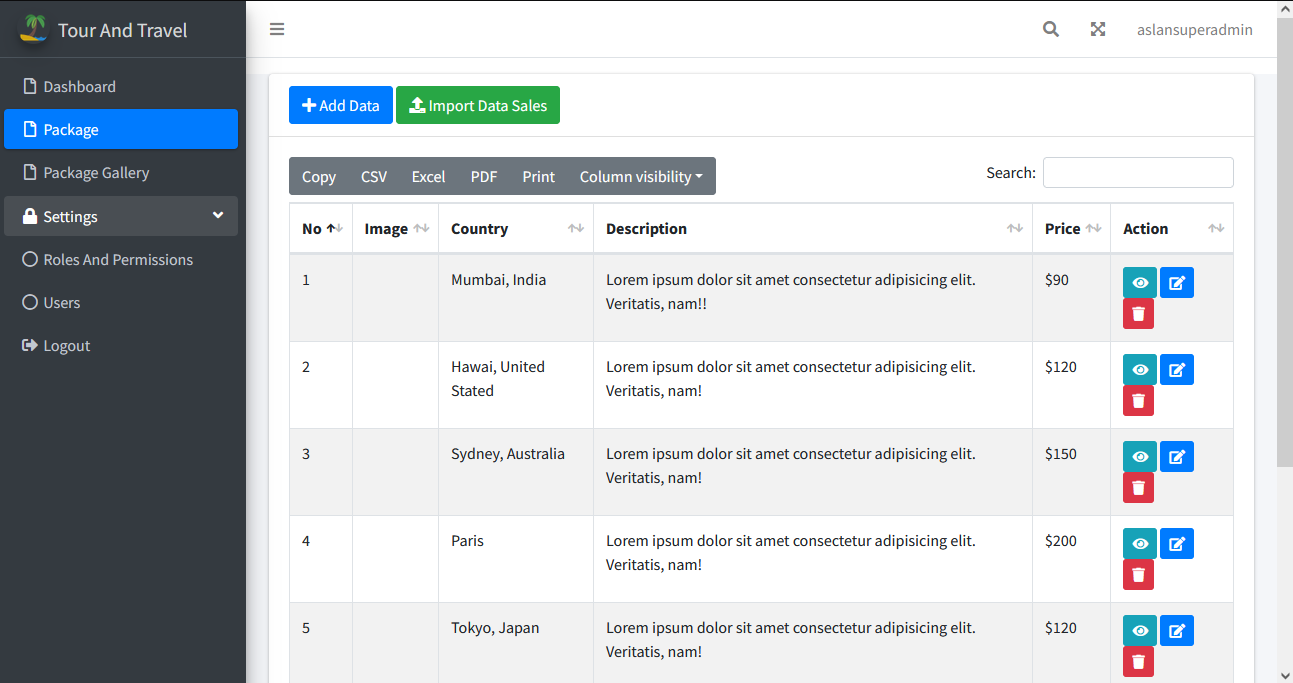 Tour And Travel
aslansuperadmin
Dashboard
Package
Package Gallery
Settings
Roles And Permissions
Users
Logout
Add Data
Import Data Sales
Copy CSV Excel PDF Print Column visibility
Search:
No Image Country Description Price Action
1 Mumbai, India Lorem ipsum dolor sit amet consectetur adipisicing elit. $90
Veritatis, nam!!
2 Hawai, United Lorem ipsum dolor sit amet consectetur adipisicing elit. $120
Stated Veritatis, nam!
3 Sydney, Australia Lorem ipsum dolor sit amet consectetur adipisicing elit. $150
Veritatis, nam!
4 Paris Lorem ipsum dolor sit amet consectetur adipisicing elit. $200
Veritatis, nam!
5 Tokyo, Japan Lorem ipsum dolor sit amet consectetur adipisicing elit. $120
Veritatis, nam!